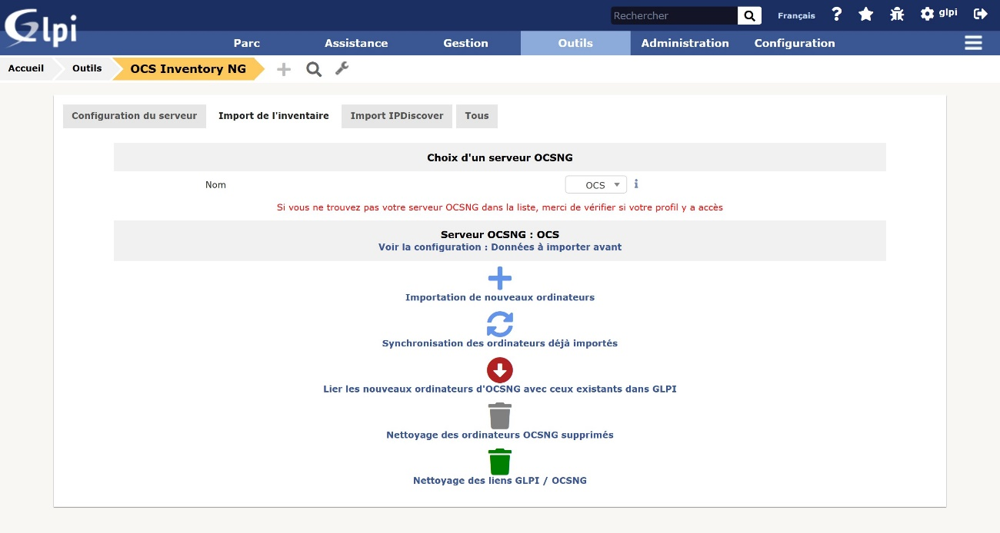 Glpi
Rechercher
Français
glpi
Parc
Assistance
Gestion
Outils
Administration
Configuration
Accueil
Outils
OCS Inventory NG
Configuration du serveur
Import de l'inventaire
Import IPDiscover
Tous
Choix d'un serveur OCSNG
Nom
OCS
Si vous ne trouvez pas votre serveur OCSNG dans la liste, merci de vérifier si votre profil y a accès
Serveur OCSNG : OCS
Voir la configuration : Données à importer avant
Importation de nouveaux ordinateurs
Synchronisation des ordinateurs déjà importés
Lier les nouveaux ordinateurs d'OCSNG avec ceux existants dans GLPI
Nettoyage des ordinateurs OCSNG supprimés
Nettoyage des liens GLPI / OCSNG